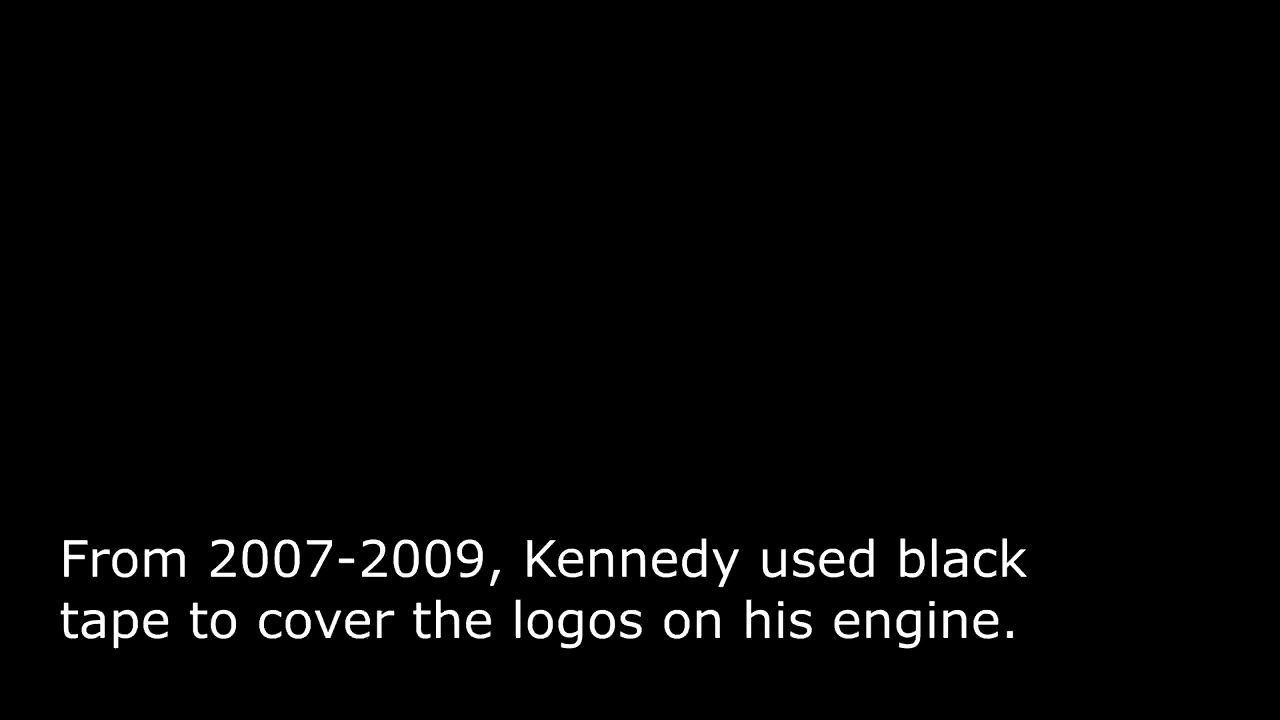 From 2007-2009, Kennedy used black
tape to cover the logos on his engine.